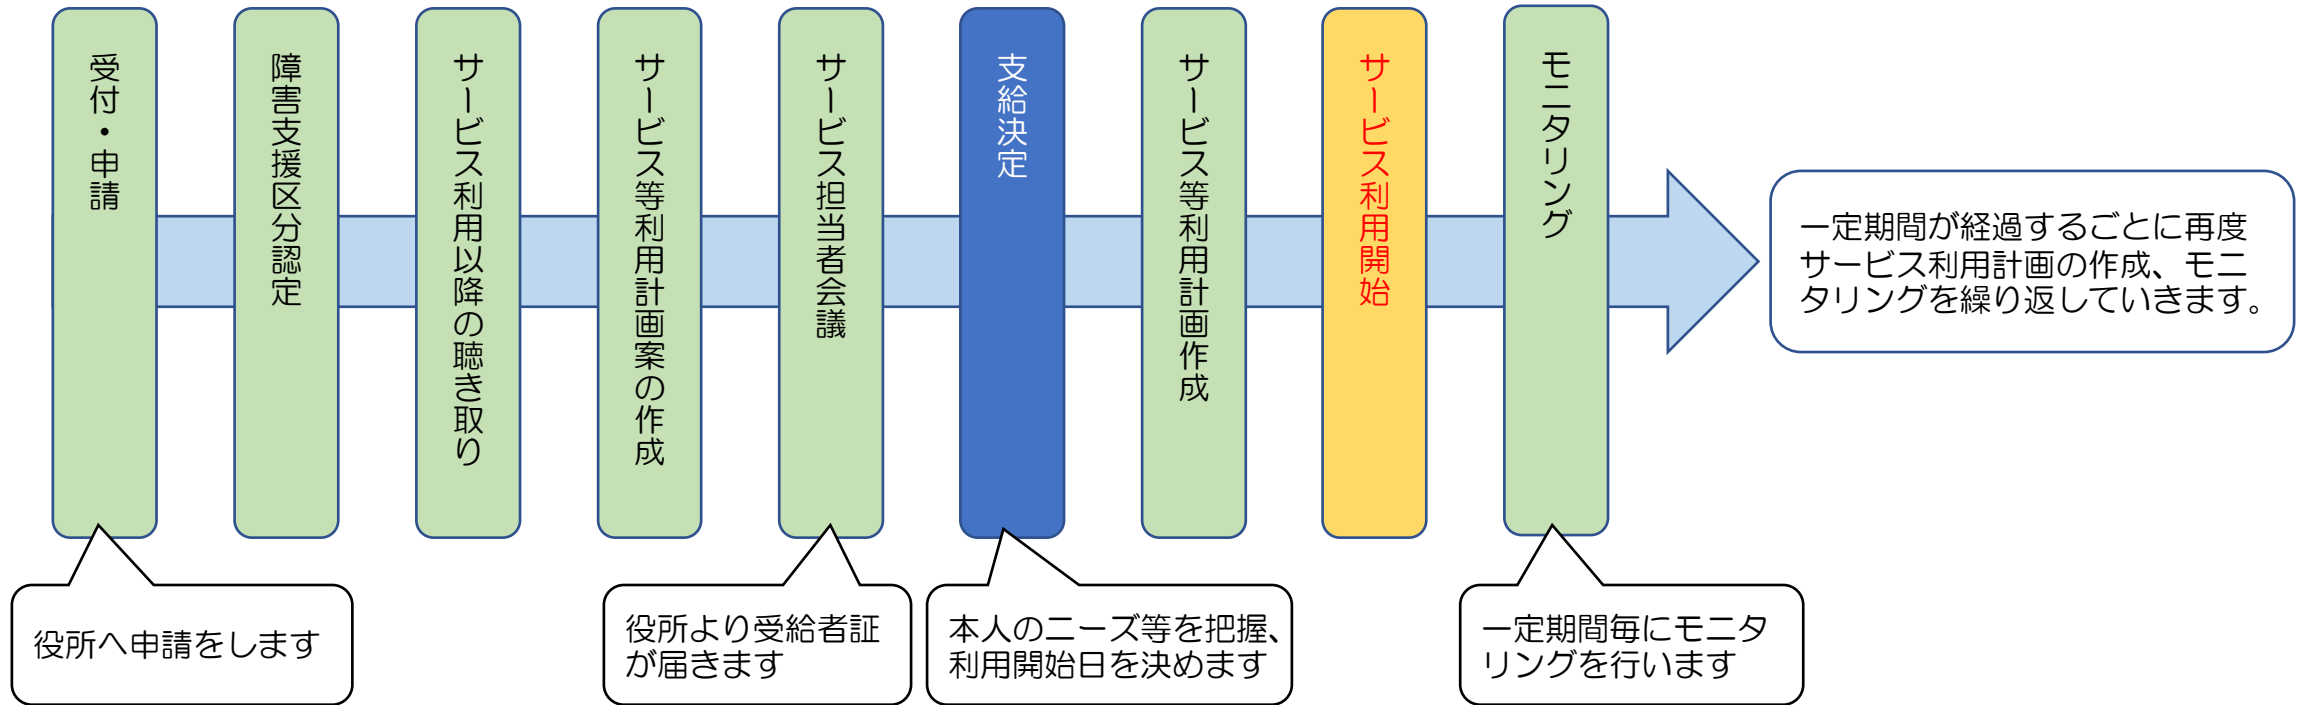 受付・申請
障害支援区分認定
サービス利用以降の聴き取り
サービス等利用計画案の作成
サービス担当者会議
支給決定
サービス等利用計画作成
サービス利用開始
モニタリング
一定期間が経過するごとに再度
サービス利用計画の作成、モニ
タリングを繰り返していきます。
役所へ申請をします
役所より受給者証
が届きます
本人のニーズ等を把握、
利用開始日を決めます
一定期間毎にモニタ
リングを行います